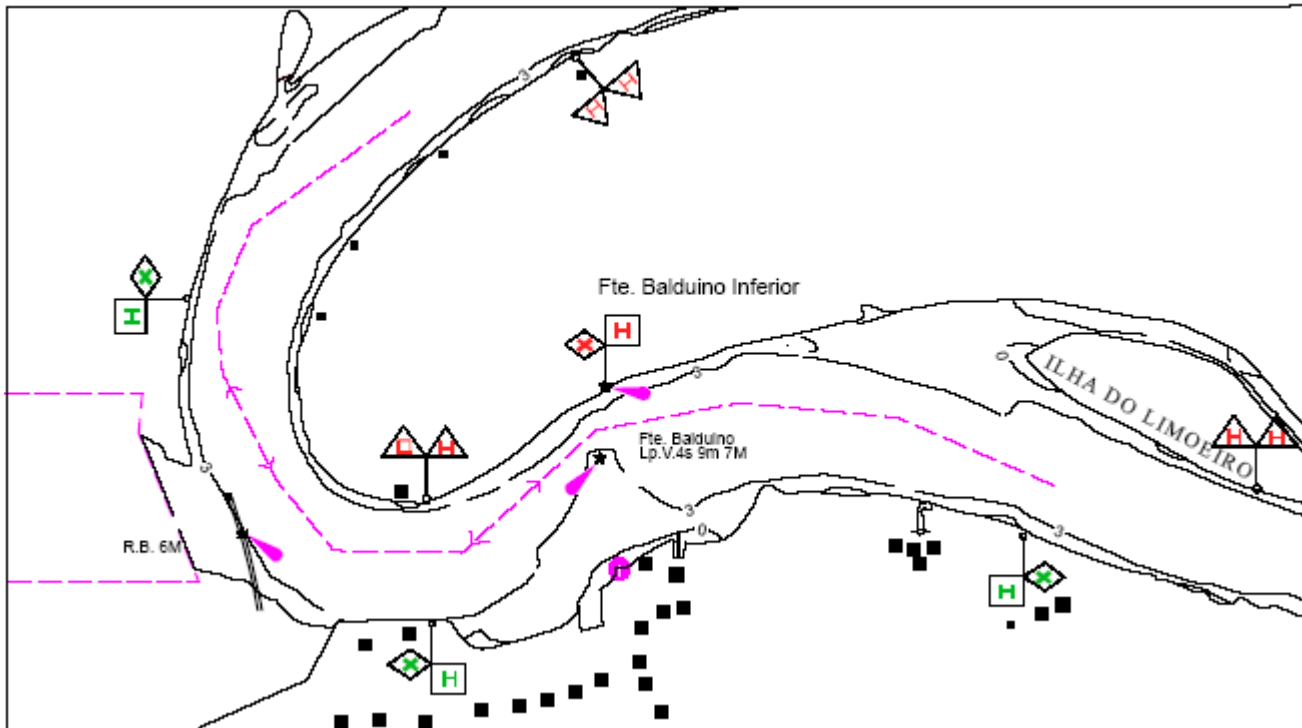 3
H
H
X
H
Fte. Balduino Inferior
X
H
3
0
ILHA DO LIMOEIRO
H
H
H
Fte. Balduino
Lp.V.4s 9m 7M
3
3
0
3
R.B. 6M
X
H
H
X